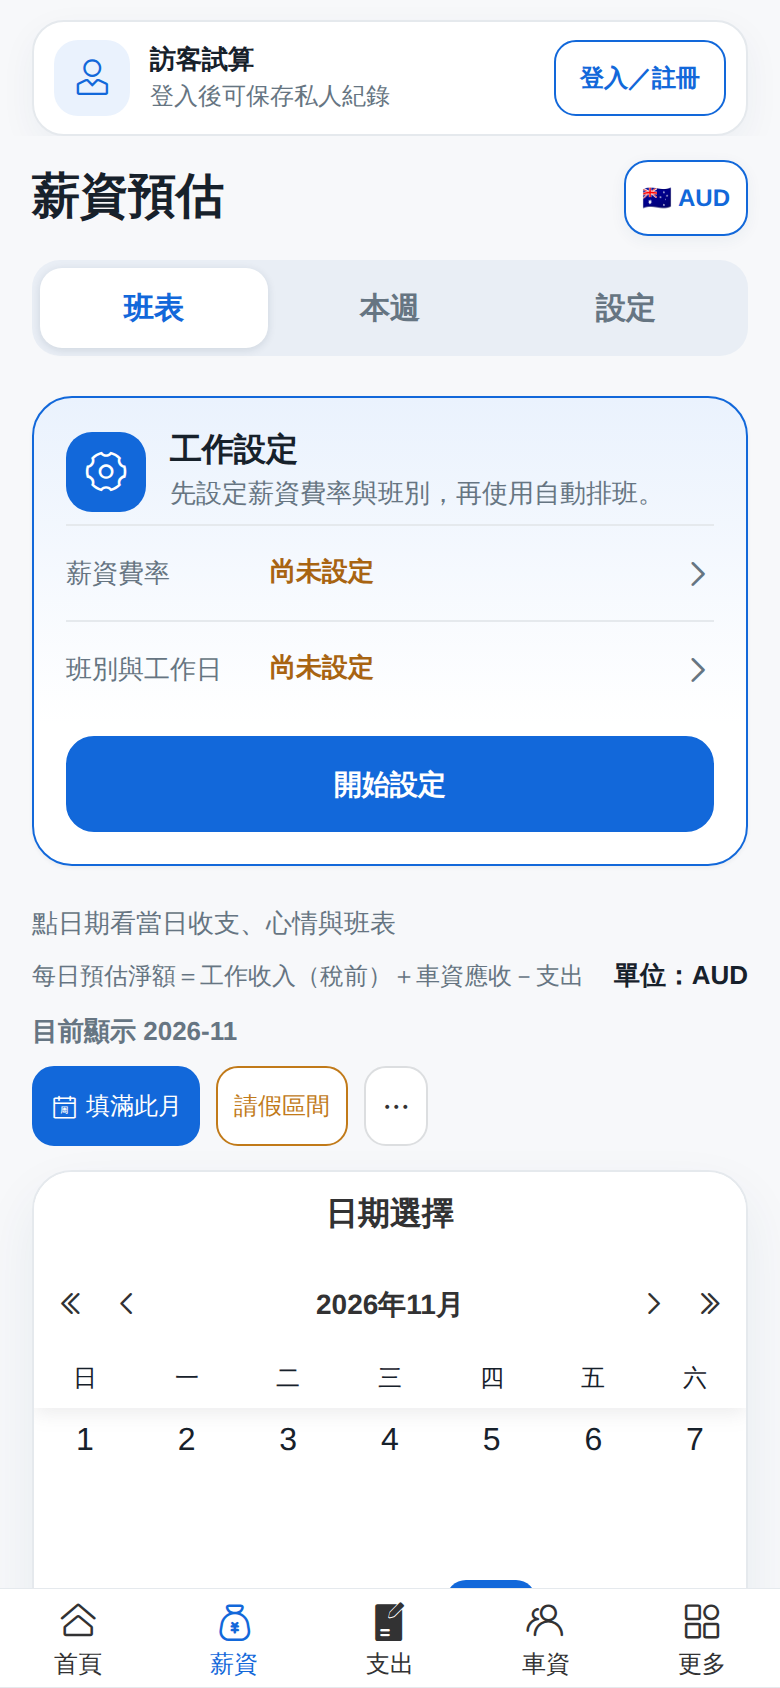 訪客試算
登入後可保存私人紀錄
登入／註冊
薪資預估
🇦🇺 AUD
班表
本週
設定
工作設定
先設定薪資費率與班別，再使用自動排班。
薪資費率
尚未設定
班別與工作日
尚未設定
開始設定
點日期看當日收支、心情與班表
每日預估淨額＝工作收入（稅前）＋車資應收－支出
單位：AUD
目前顯示 2026-11
填滿此月
請假區間
···
日期選擇
2026年11月
日 一 二 三 四 五 六
1 2 3 4 5 6 7
首頁
薪資
支出
車資
更多